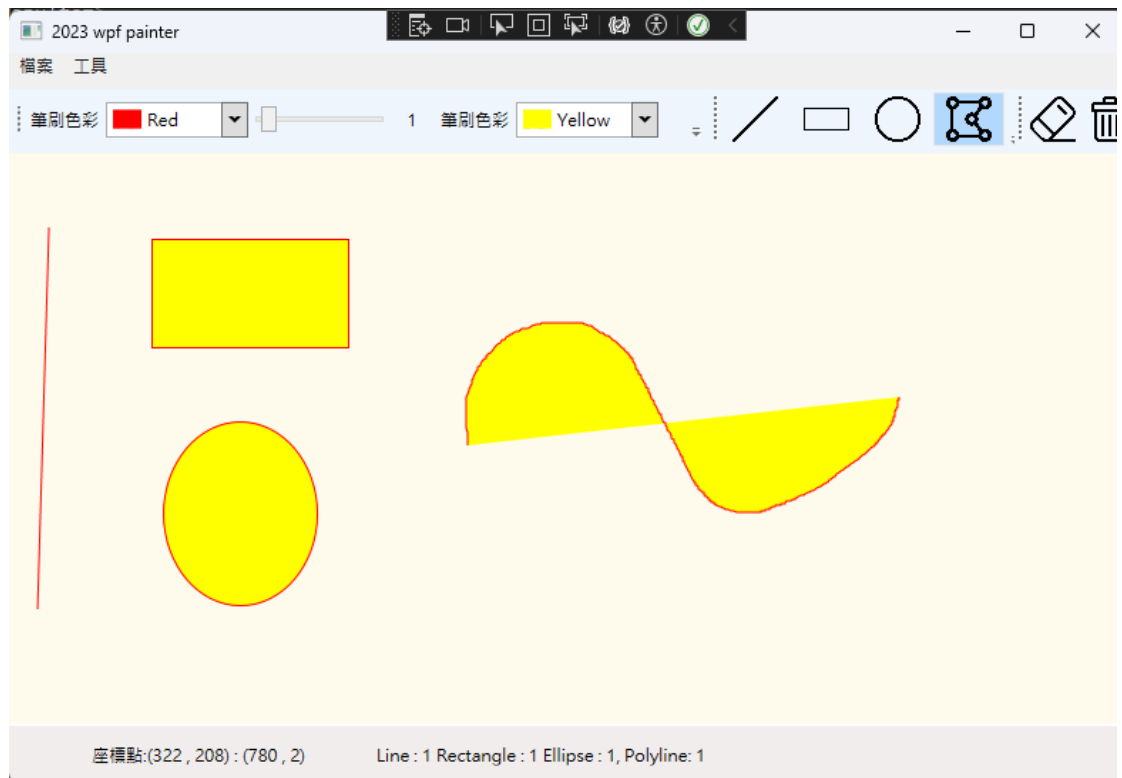 2023 wpf painter
檔案 工具
筆刷色彩 Red 1 筆刷色彩 Yellow
座標點:(322 , 208) : (780 , 2) Line : 1 Rectangle : 1 Ellipse : 1, Polyline: 1